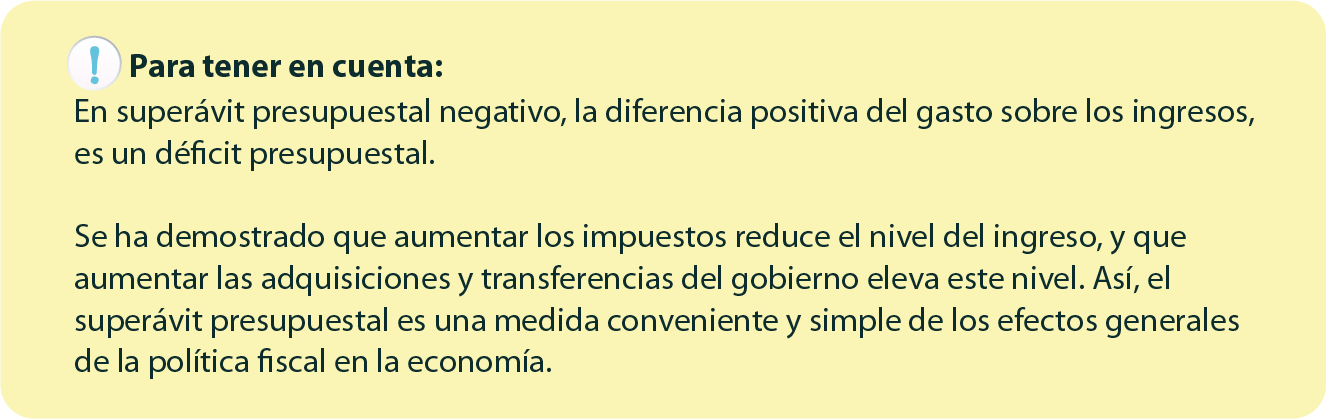 Para tener en cuenta:
En superávit presupuestal negativo, la diferencia positiva del gasto sobre los ingresos,
es un déficit presupuestal.
Se ha demostrado que aumentar los impuestos reduce el nivel del ingreso, y que
aumentar las adquisiciones y transferencias del gobierno eleva este nivel. Así, el
superávit presupuestal es una medida conveniente y simple de los efectos generales
de la política fiscal en la economía.